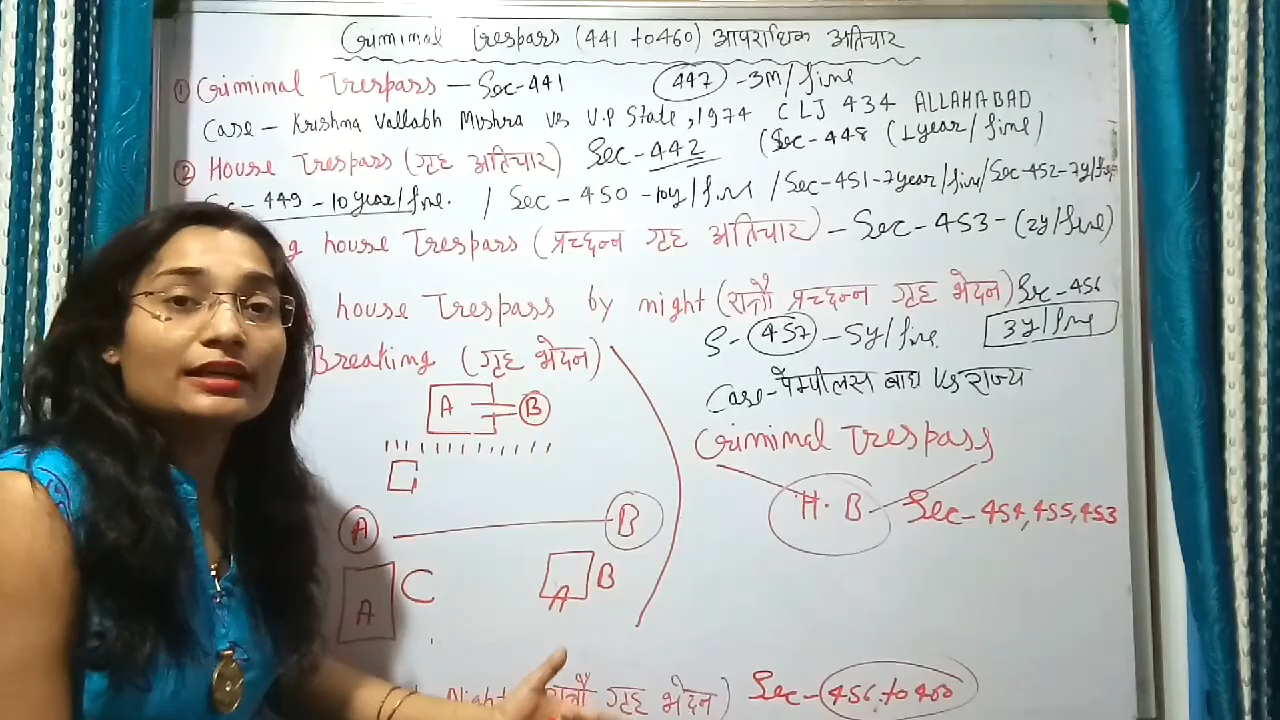 Criminal Trespass (441 to 460) आपराधिक अतिचार
① Criminal Trespass – Sec-441 447 -3M/fine
Case – Krishna Vallabh Mishra vs U.P State, 1974 CLJ 434 ALLAHABAD
② House Trespass (गृह अतिचार) Sec-442 (Sec-448 (1year/fine)
Sec-449-10year/fine. / Sec-450-10y/fine /Sec-451-7year/fine/Sec-452-7y/fine
g house Trespass (प्रच्छन्न गृह अतिचार) – Sec-453-(2y/fine)
house Trespass by night (रात्रौ प्रच्छन्न गृह भेदन) Sec-456
S-457-5y/fine. 3y/fine
Breaking (गृह भेदन)
Case- वाद्य Vs राज्य
A B
Criminal Trespass
H.B Sec-454,455,453
A B
A C A B
Night रात्रौ गृह भेदन) Sec-456 to 460